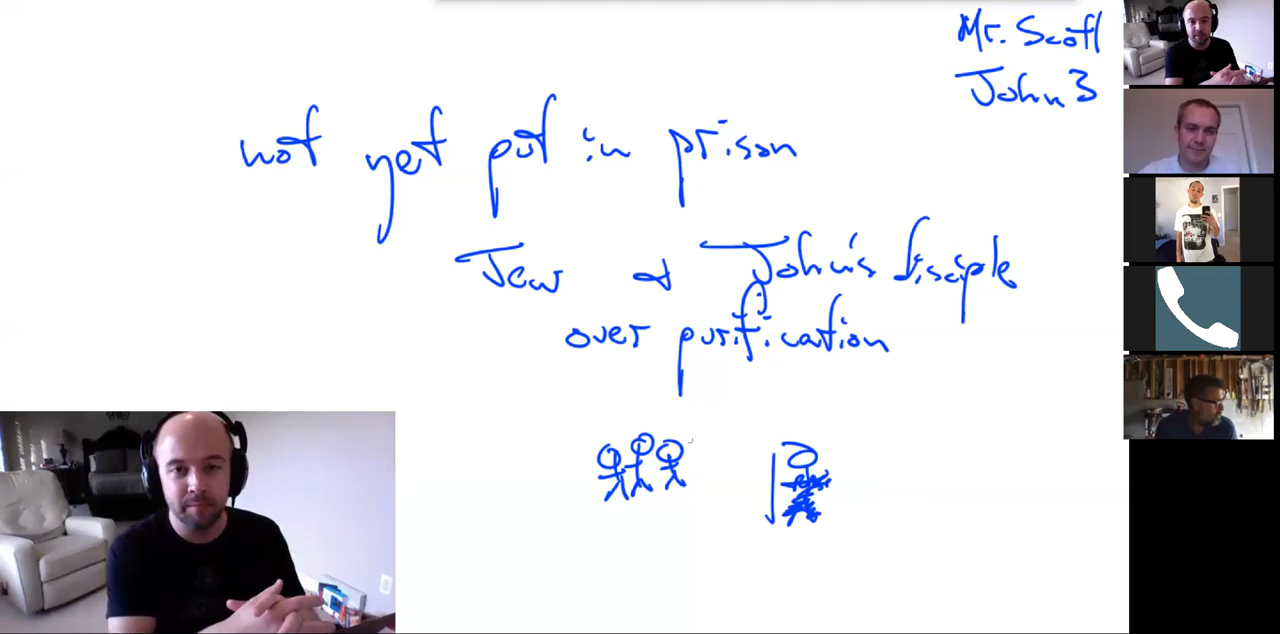 Mr. Scott
John 3
not yet put in prison
Jew & John's disciple
over purification